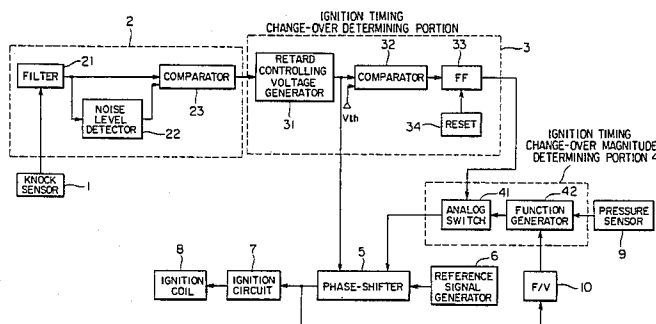 IGNITION TIMING
CHANGE-OVER DETERMINING PORTION
2
21
FILTER
COMPARATOR
23
NOISE
LEVEL
DETECTOR
22
KNOCK
SENSOR
1
3
RETARD
CONTROLLING
VOLTAGE
GENERATOR
31
32
COMPARATOR
Vth
33
FF
34
RESET
IGNITION TIMING
CHANGE-OVER MAGNITUDE
DETERMINING PORTION 4
41
42
ANALOG
SWITCH
FUNCTION
GENERATOR
PRESSURE
SENSOR
9
8
7
5
6
IGNITION
COIL
IGNITION
CIRCUIT
PHASE-SHIFTER
REFERENCE
SIGNAL
GENERATOR
F/V
10